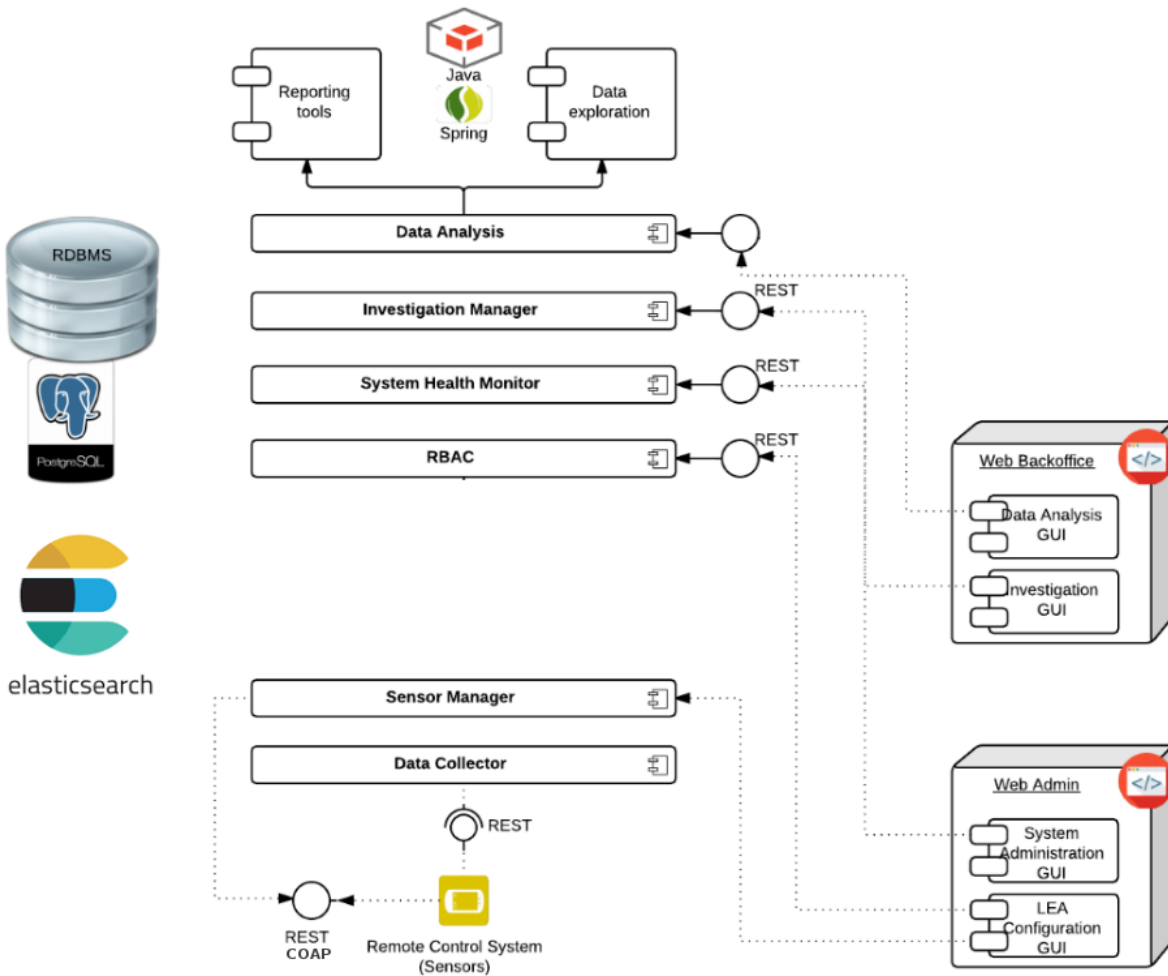 Java
Spring
Reporting
tools
Data
exploration
Data Analysis
RDBMS
Investigation Manager
REST
System Health Monitor
REST
PostgreSQL
RBAC
REST
Web Backoffice
</>
Data Analysis
GUI
Investigation
GUI
elasticsearch
Sensor Manager
Data Collector
REST
Web Admin
</>
System
Administration
GUI
LEA
Configuration
GUI
REST
COAP
Remote Control System
(Sensors)